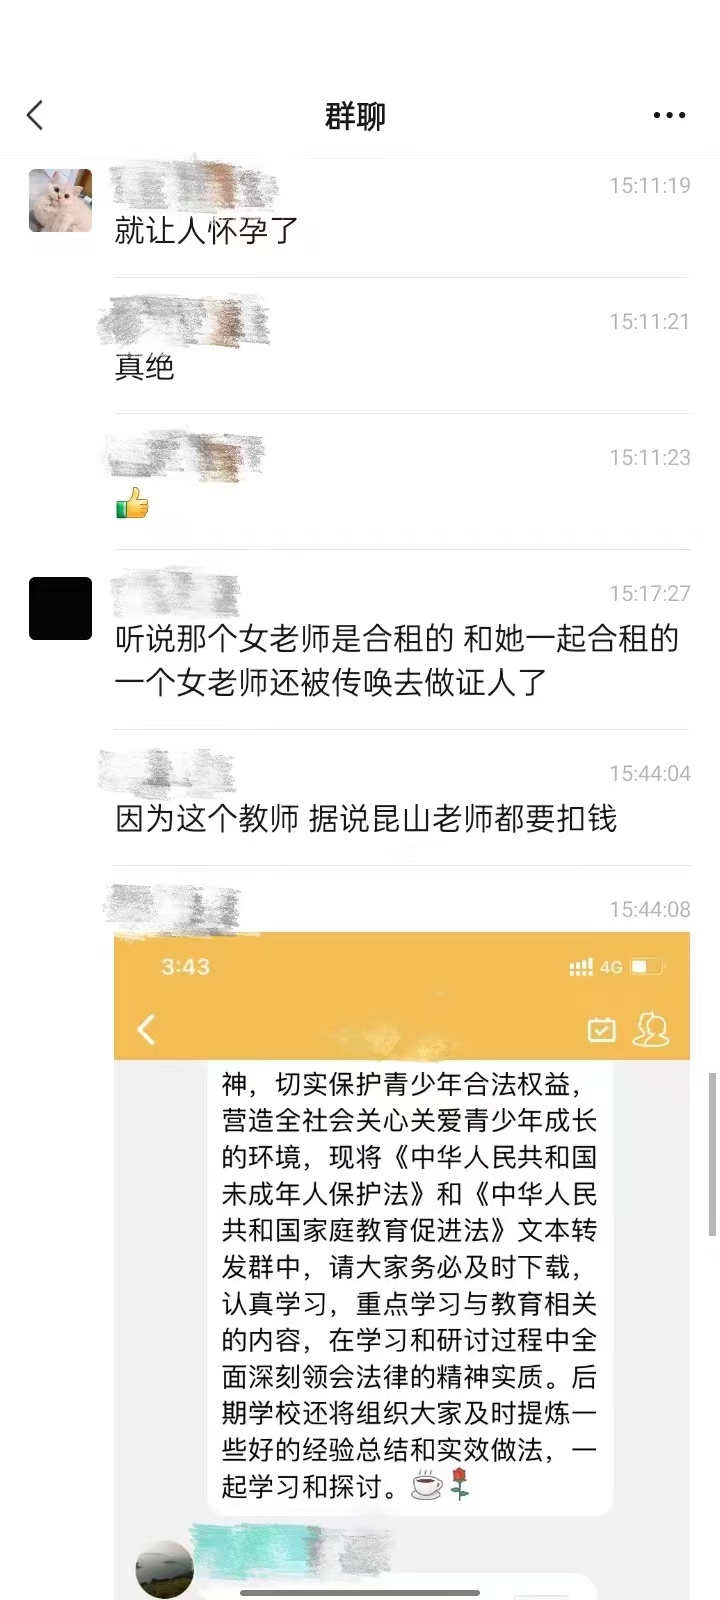 群聊
15:11:19
就让人怀孕了
15:11:21
真绝
15:11:23
15:17:27
听说那个女老师是合租的 和她一起合租的
一个女老师还被传唤去做证人了
15:44:04
因为这个教师 据说昆山老师都要扣钱
15:44:08
3:43
4G
神，切实保护青少年合法权益，
营造全社会关心关爱青少年成长
的环境，现将《中华人民共和国
未成年人保护法》和《中华人民
共和国家庭教育促进法》文本转
发群中，请大家务必及时下载，
认真学习，重点学习与教育相关
的内容，在学习和研讨过程中全
面深刻领会法律的精神实质。后
期学校还将组织大家及时提炼一
些好的经验总结和实效做法，一
起学习和探讨。